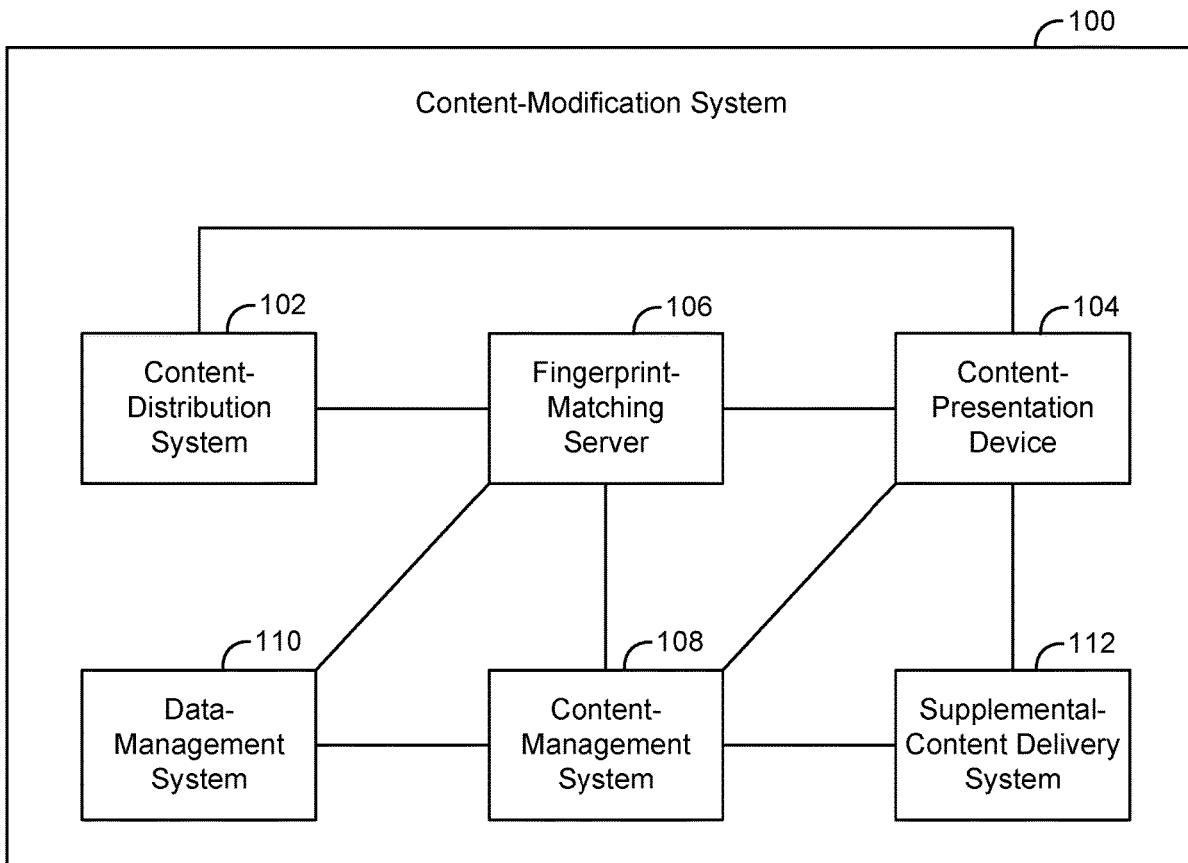 100
Content-Modification System
102
106
104
Content-
Distribution
System
Fingerprint-
Matching
Server
Content-
Presentation
Device
110
108
112
Data-
Management
System
Content-
Management
System
Supplemental-
Content Delivery
System